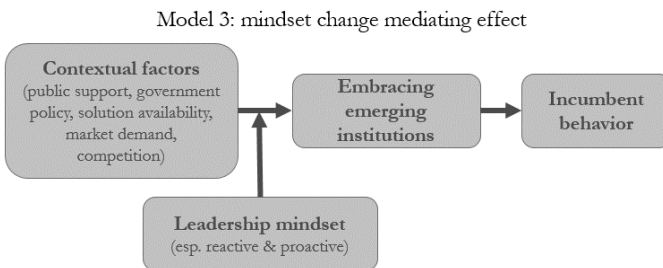 Model 3: mindset change mediating effect
Contextual factors
(public support, government
policy, solution availability,
market demand,
competition)
Embracing
emerging
institutions
Incumbent
behavior
Leadership mindset
(esp. reactive & proactive)